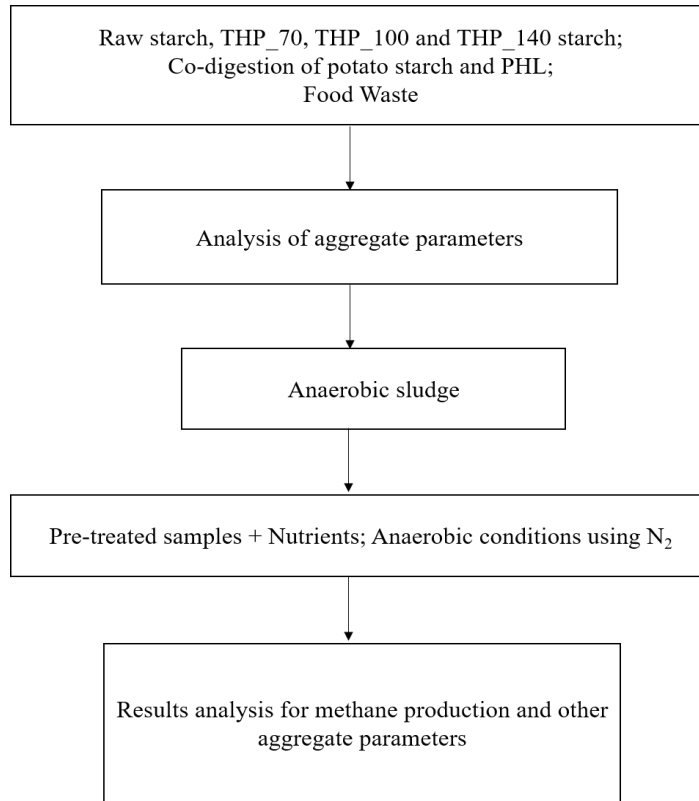 Raw starch, THP_70, THP_100 and THP_140 starch;
Co-digestion of potato starch and PHL;
Food Waste
Analysis of aggregate parameters
Anaerobic sludge
Pre-treated samples + Nutrients; Anaerobic conditions using N₂
Results analysis for methane production and other
aggregate parameters